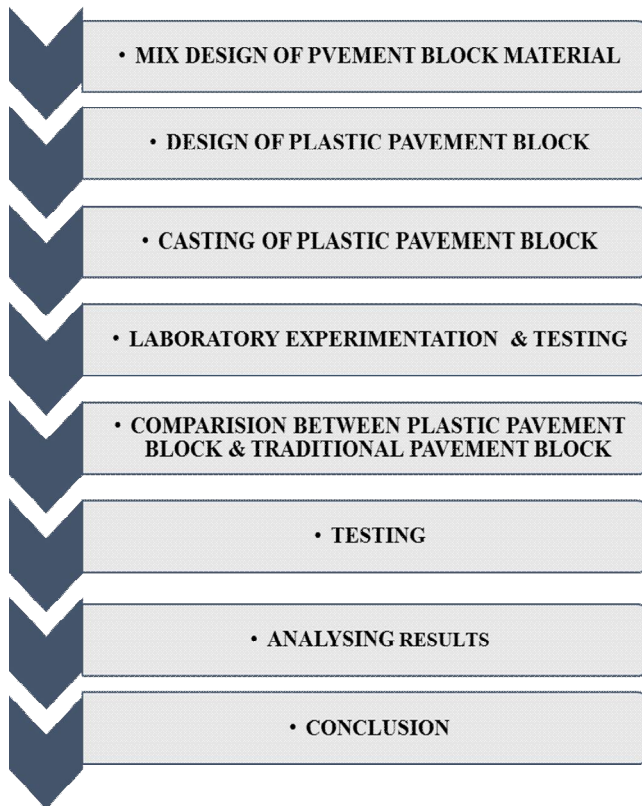 • MIX DESIGN OF PVEMENT BLOCK MATERIAL
• DESIGN OF PLASTIC PAVEMENT BLOCK
• CASTING OF PLASTIC PAVEMENT BLOCK
• LABORATORY EXPERIMENTATION & TESTING
• COMPARISION BETWEEN PLASTIC PAVEMENT
BLOCK & TRADITIONAL PAVEMENT BLOCK
• TESTING
• ANALYSING RESULTS
• CONCLUSION